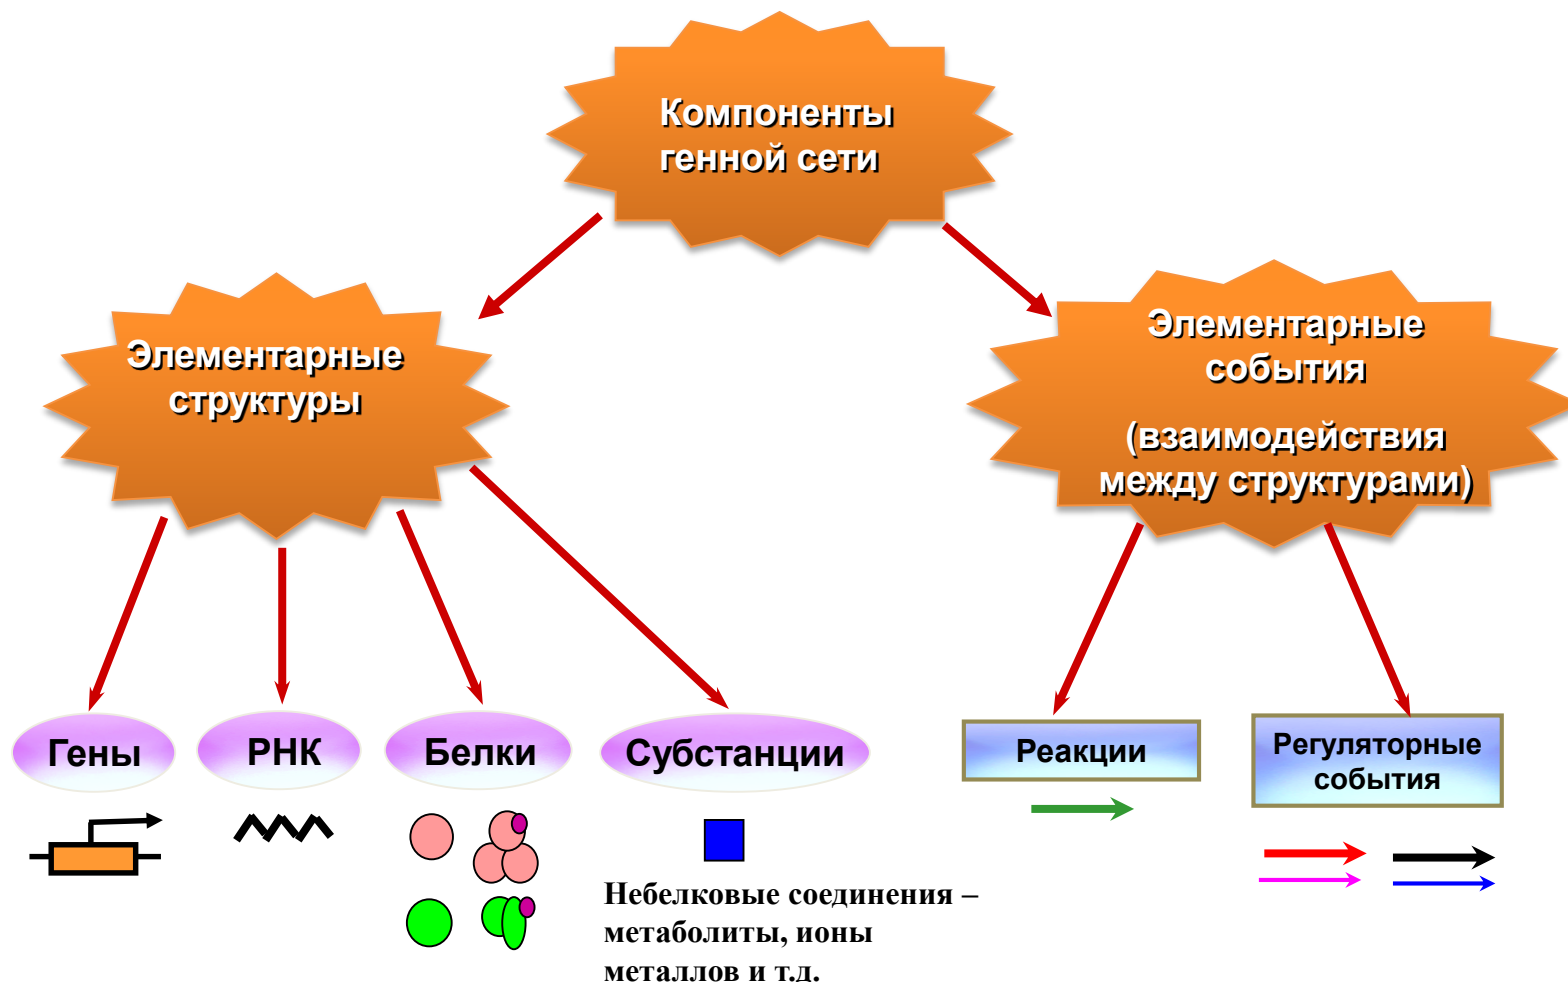 Компоненты
генной сети
Элементарные
структуры
Элементарные
события
(взаимодействия
между структурами)
Гены
РНК
Белки
Субстанции
Реакции
Регуляторные
события
Небелковые соединения –
метаболиты, ионы
металлов и т.д.